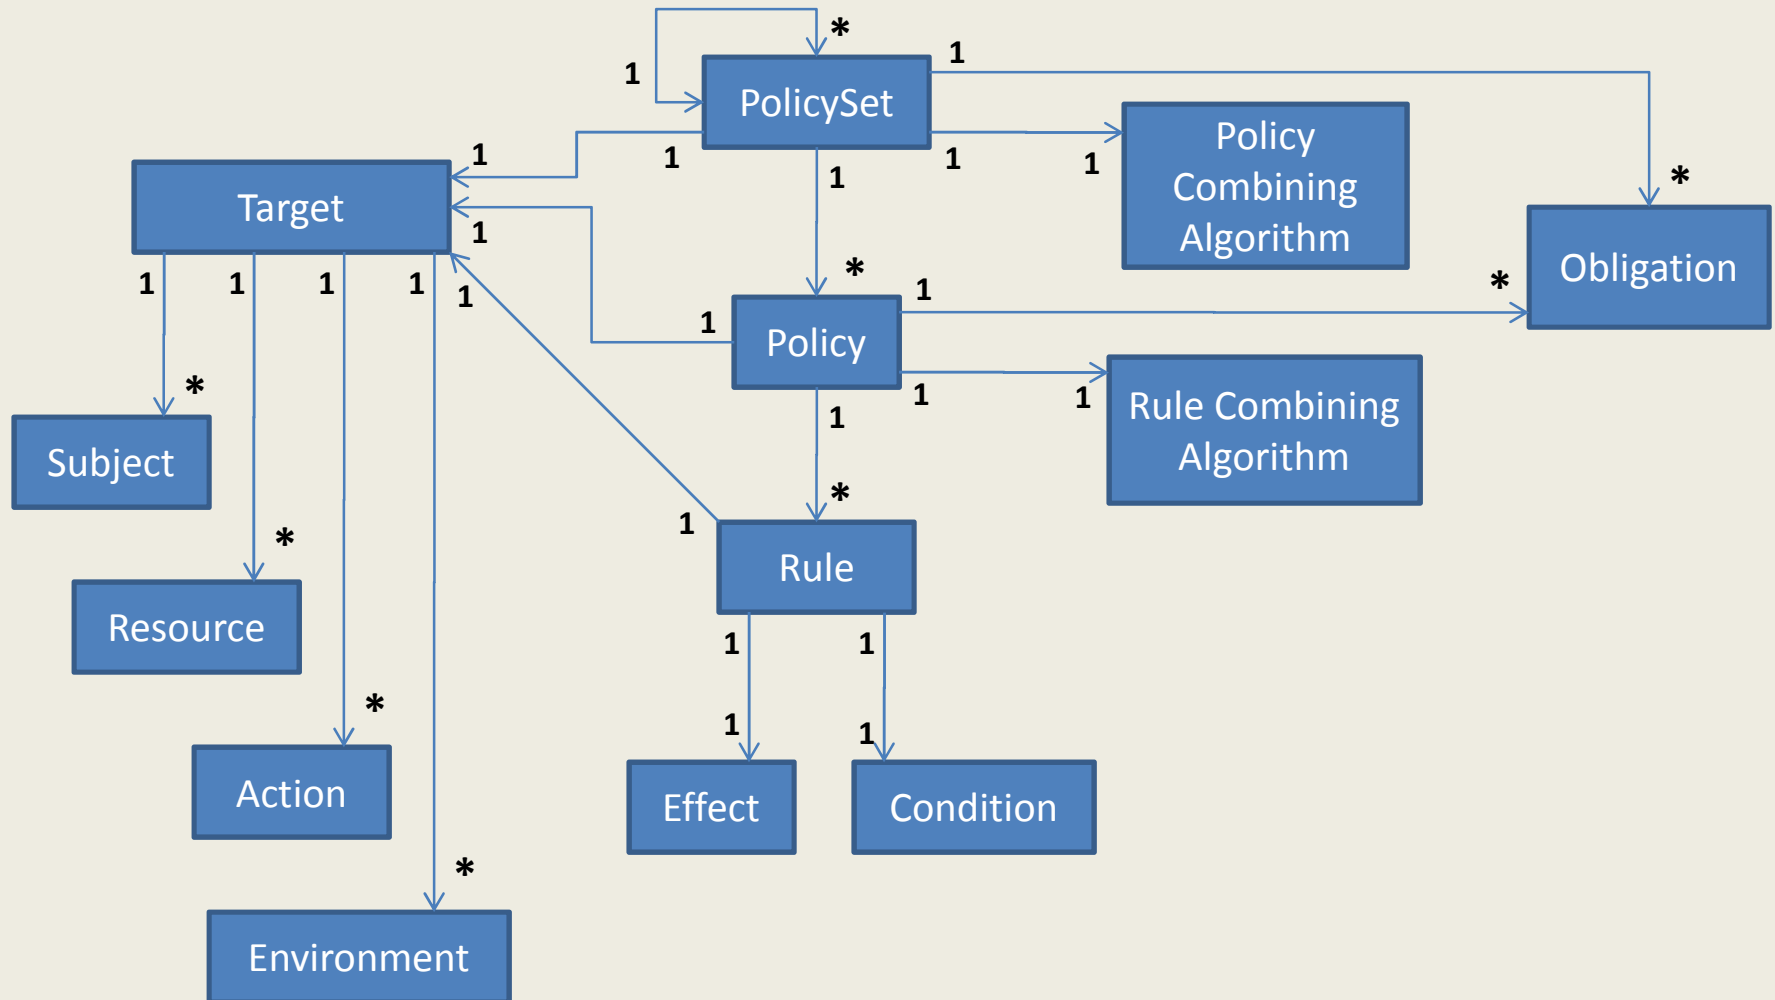 *
1
1
PolicySet
Policy
Combining
Algorithm
1
1
1
1
1
*
Target
1
1
Obligation
*
1
*
1
1
1
1
1
1
Policy
1
1
Rule Combining
Algorithm
*
1
Subject
*
1
Rule
*
Resource
1
1
*
1
1
Action
Effect
Condition
*
Environment